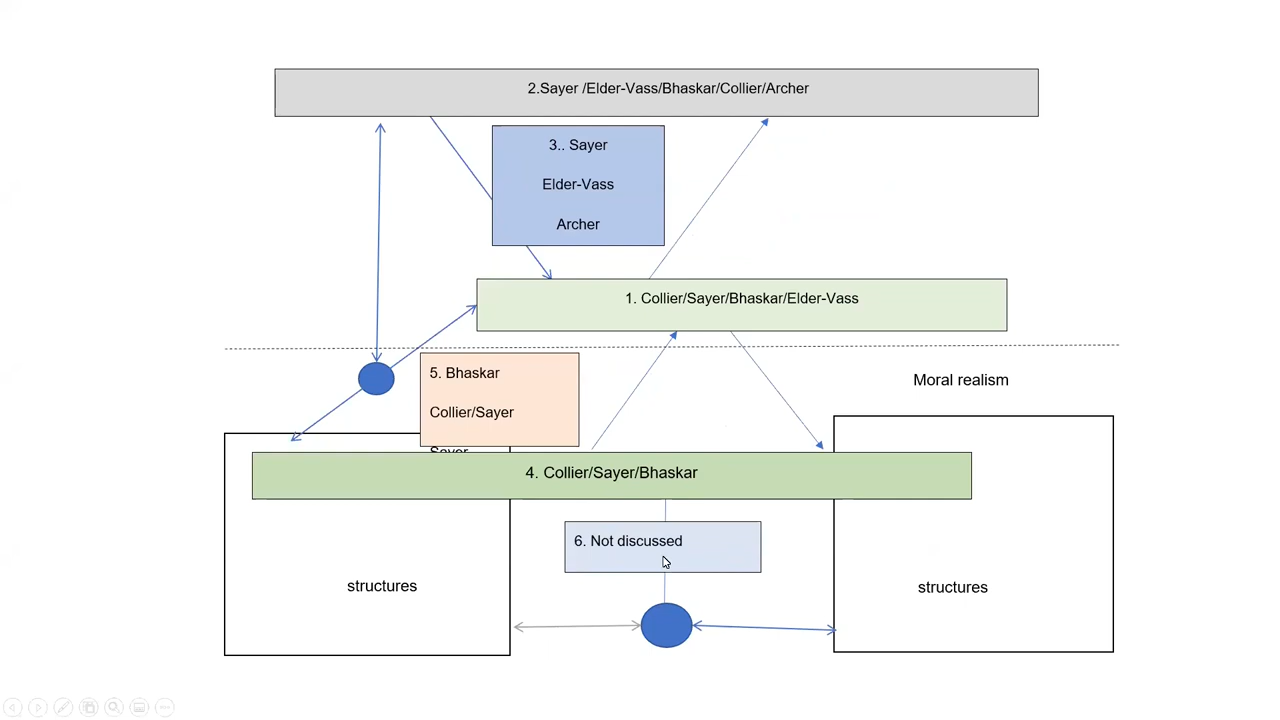 2.Sayer /Elder-Vass/Bhaskar/Collier/Archer
3.. Sayer
Elder-Vass
Archer
1. Collier/Sayer/Bhaskar/Elder-Vass
5. Bhaskar
Collier/Sayer
Sayer
Moral realism
4. Collier/Sayer/Bhaskar
6. Not discussed
structures
structures